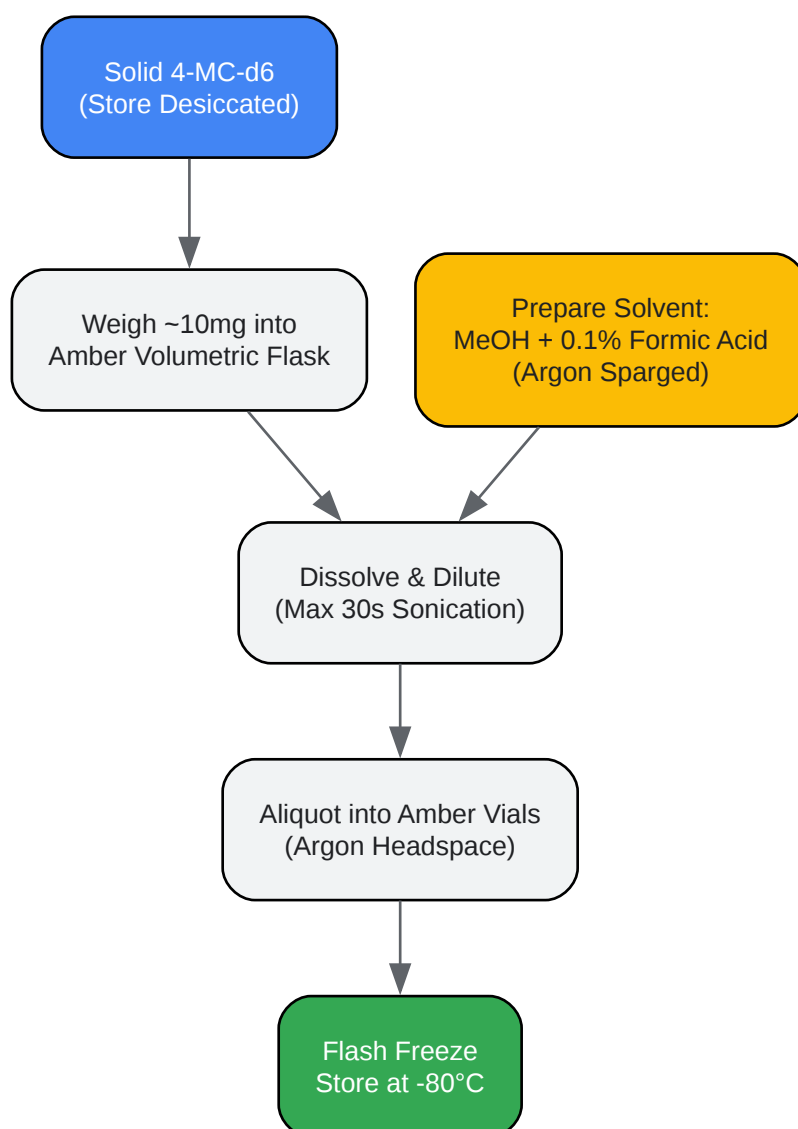 Solid 4-MC-d6
(Store Desiccated)
Weigh ~10mg into
Amber Volumetric Flask
Prepare Solvent:
MeOH + 0.1% Formic Acid
(Argon Sparged)
Dissolve & Dilute
(Max 30s Sonication)
Aliquot into Amber Vials
(Argon Headspace)
Flash Freeze
Store at -80°C